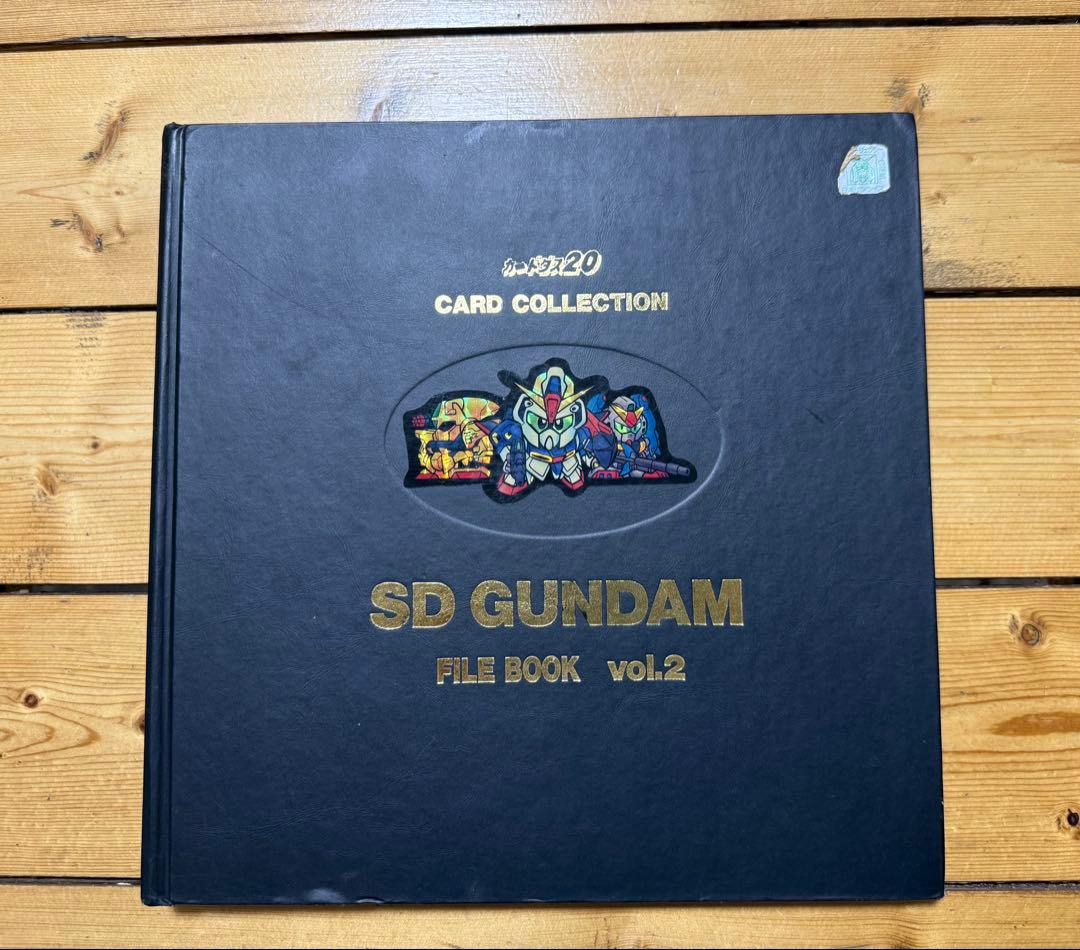 カードダス20
CARD COLLECTION
SD GUNDAM
FILE BOOK vol.2